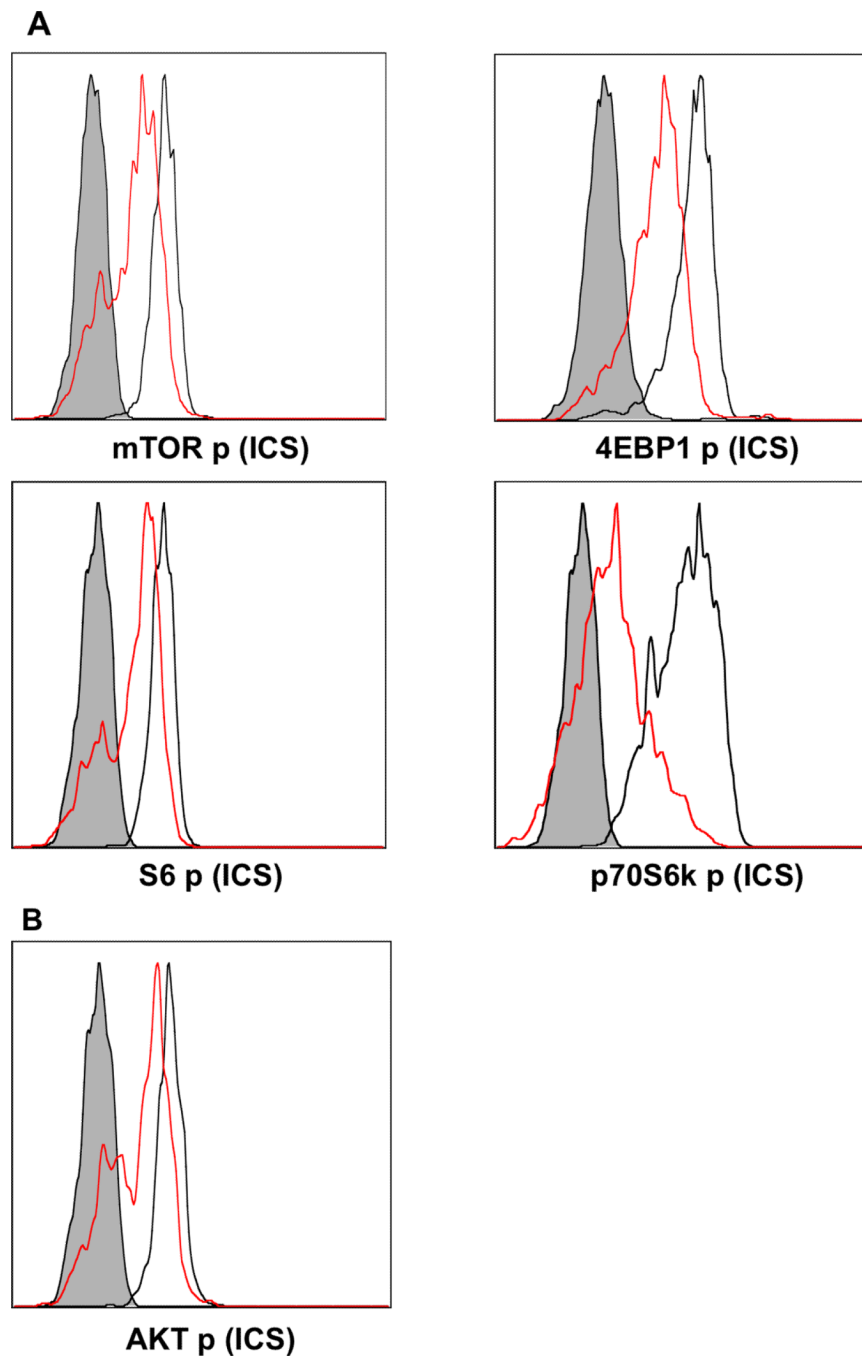 A
mTOR p (ICS)
4EBP1 p (ICS)
S6 p (ICS)
p70S6k p (ICS)
B
AKT p (ICS)